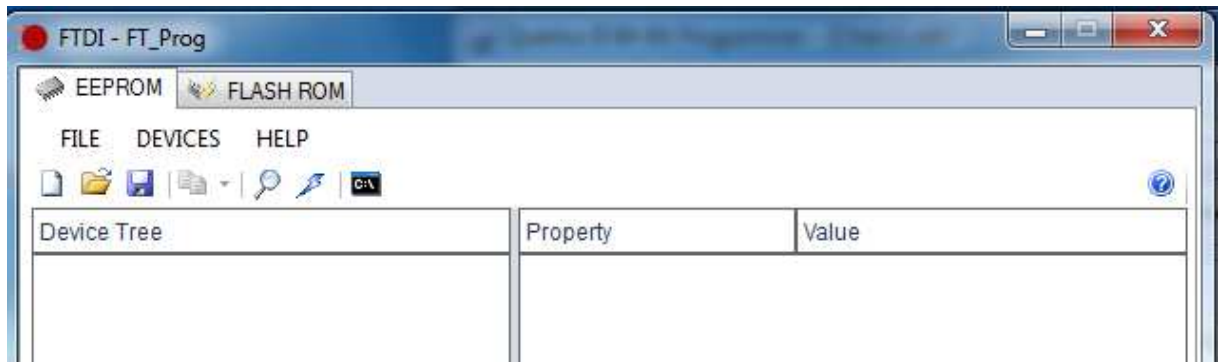 FTDI - FT_Prog
EEPROM FLASH ROM
FILE DEVICES HELP
C:\
Device Tree Property Value